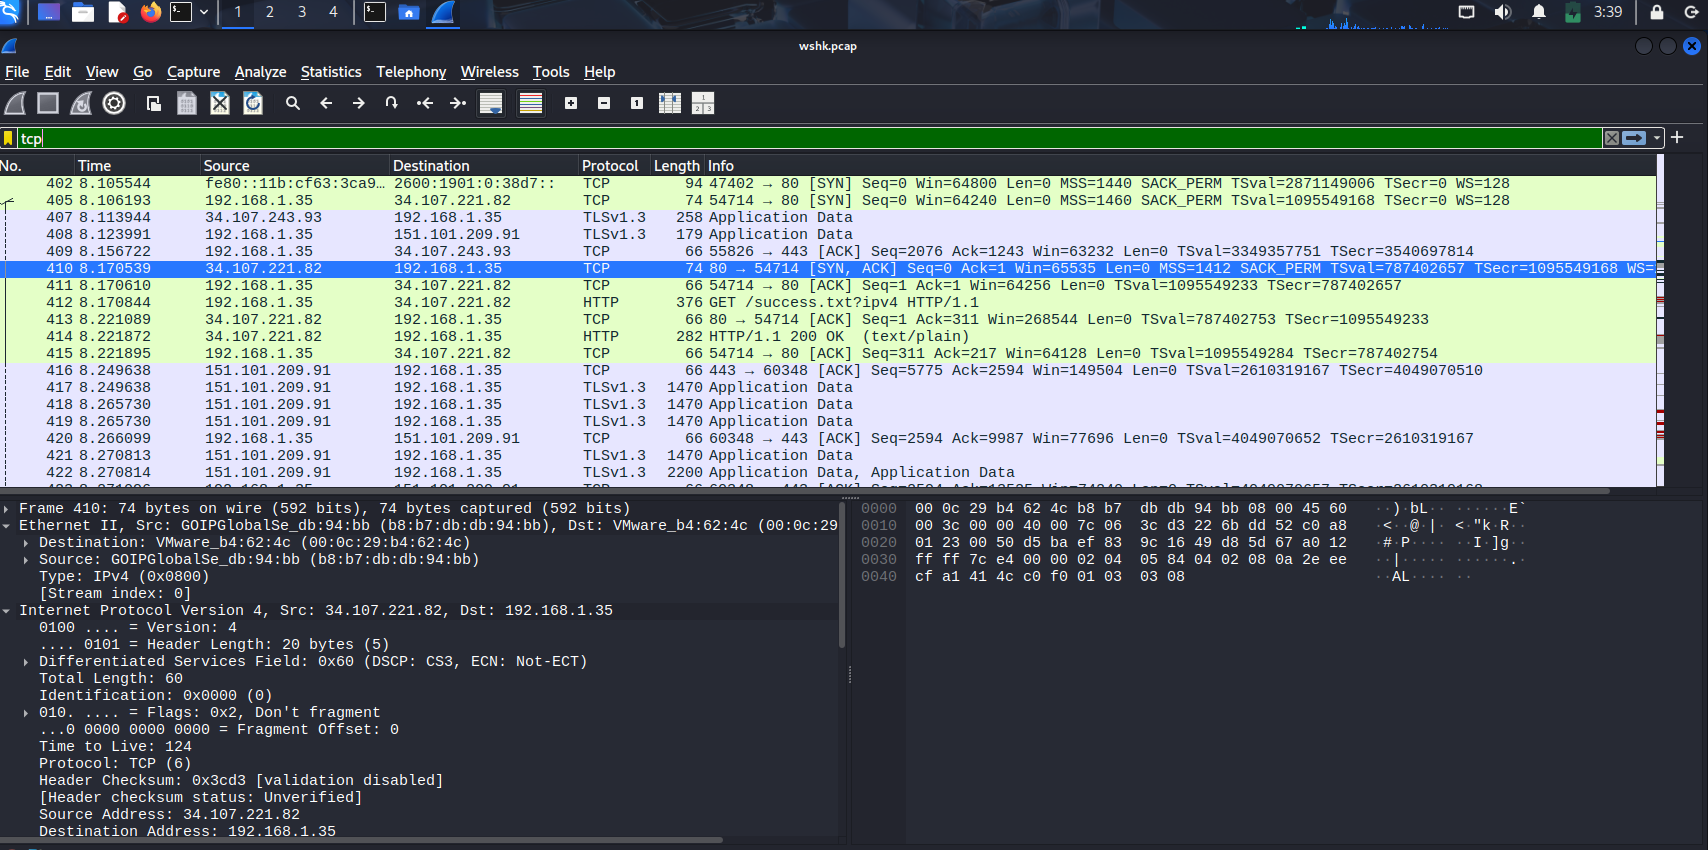 1 2 3 4 3:39
wshk.pcap
File Edit View Go Capture Analyze Statistics Telephony Wireless Tools Help
tcp
No. Time Source Destination Protocol Length Info
402 8.105544 fe80::11b:cf63:3ca9… 2600:1901:0:38d7:: TCP 94 47402 → 80 [SYN] Seq=0 Win=64800 Len=0 MSS=1440 SACK_PERM TSval=2871149006 TSecr=0 WS=128
405 8.106193 192.168.1.35 34.107.221.82 TCP 74 54714 → 80 [SYN] Seq=0 Win=64240 Len=0 MSS=1460 SACK_PERM TSval=1095549168 TSecr=0 WS=128
407 8.113944 34.107.243.93 192.168.1.35 TLSv1.3 258 Application Data
408 8.123991 192.168.1.35 151.101.209.91 TLSv1.3 179 Application Data
409 8.156722 192.168.1.35 34.107.243.93 TCP 66 55826 → 443 [ACK] Seq=2076 Ack=1243 Win=63232 Len=0 TSval=3349357751 TSecr=3540697814
410 8.170539 34.107.221.82 192.168.1.35 TCP 74 80 → 54714 [SYN, ACK] Seq=0 Ack=1 Win=65535 Len=0 MSS=1412 SACK_PERM TSval=787402657 TSecr=1095549168 WS=
411 8.170610 192.168.1.35 34.107.221.82 TCP 66 54714 → 80 [ACK] Seq=1 Ack=1 Win=64256 Len=0 TSval=1095549233 TSecr=787402657
412 8.170844 192.168.1.35 34.107.221.82 HTTP 376 GET /success.txt?ipv4 HTTP/1.1
413 8.221089 34.107.221.82 192.168.1.35 TCP 66 80 → 54714 [ACK] Seq=1 Ack=311 Win=268544 Len=0 TSval=787402753 TSecr=1095549233
414 8.221872 34.107.221.82 192.168.1.35 HTTP 282 HTTP/1.1 200 OK (text/plain)
415 8.221895 192.168.1.35 34.107.221.82 TCP 66 54714 → 80 [ACK] Seq=311 Ack=217 Win=64128 Len=0 TSval=1095549284 TSecr=787402754
416 8.249638 151.101.209.91 192.168.1.35 TCP 66 443 → 60348 [ACK] Seq=5775 Ack=2594 Win=149504 Len=0 TSval=2610319167 TSecr=4049070510
417 8.249638 151.101.209.91 192.168.1.35 TLSv1.3 1470 Application Data
418 8.265730 151.101.209.91 192.168.1.35 TLSv1.3 1470 Application Data
419 8.265730 151.101.209.91 192.168.1.35 TLSv1.3 1470 Application Data
420 8.266099 192.168.1.35 151.101.209.91 TCP 66 60348 → 443 [ACK] Seq=2594 Ack=9987 Win=77696 Len=0 TSval=4049070652 TSecr=2610319167
421 8.270813 151.101.209.91 192.168.1.35 TLSv1.3 1470 Application Data
422 8.270814 151.101.209.91 192.168.1.35 TLSv1.3 2200 Application Data, Application Data
Frame 410: 74 bytes on wire (592 bits), 74 bytes captured (592 bits)
Ethernet II, Src: GOIPGlobalSe_db:94:bb (b8:b7:db:db:94:bb), Dst: VMware_b4:62:4c (00:0c:29
Destination: VMware_b4:62:4c (00:0c:29:b4:62:4c)
Source: GOIPGlobalSe_db:94:bb (b8:b7:db:db:94:bb)
Type: IPv4 (0x0800)
[Stream index: 0]
Internet Protocol Version 4, Src: 34.107.221.82, Dst: 192.168.1.35
0100 .... = Version: 4
.... 0101 = Header Length: 20 bytes (5)
Differentiated Services Field: 0x60 (DSCP: CS3, ECN: Not-ECT)
Total Length: 60
Identification: 0x0000 (0)
010. .... = Flags: 0x2, Don't fragment
...0 0000 0000 0000 = Fragment Offset: 0
Time to Live: 124
Protocol: TCP (6)
Header Checksum: 0x3cd3 [validation disabled]
[Header checksum status: Unverified]
Source Address: 34.107.221.82
Destination Address: 192.168.1.35
0000 00 0c 29 b4 62 4c b8 b7 db db 94 bb 08 00 45 60 ··)·bL·· ······E`
0010 00 3c 00 00 40 00 7c 06 3c d3 22 6b dd 52 c0 a8 ·<··@·|· <·"k·R··
0020 01 23 00 50 d5 ba ef 83 9c 16 49 d8 5d 67 a0 12 ·#·P···· ··I·]g··
0030 ff ff 7c e4 00 00 02 04 05 84 04 02 08 0a 2e ee ··|····· ······.·
0040 cf a1 41 4c c0 f0 01 03 03 08 ··AL···· ··